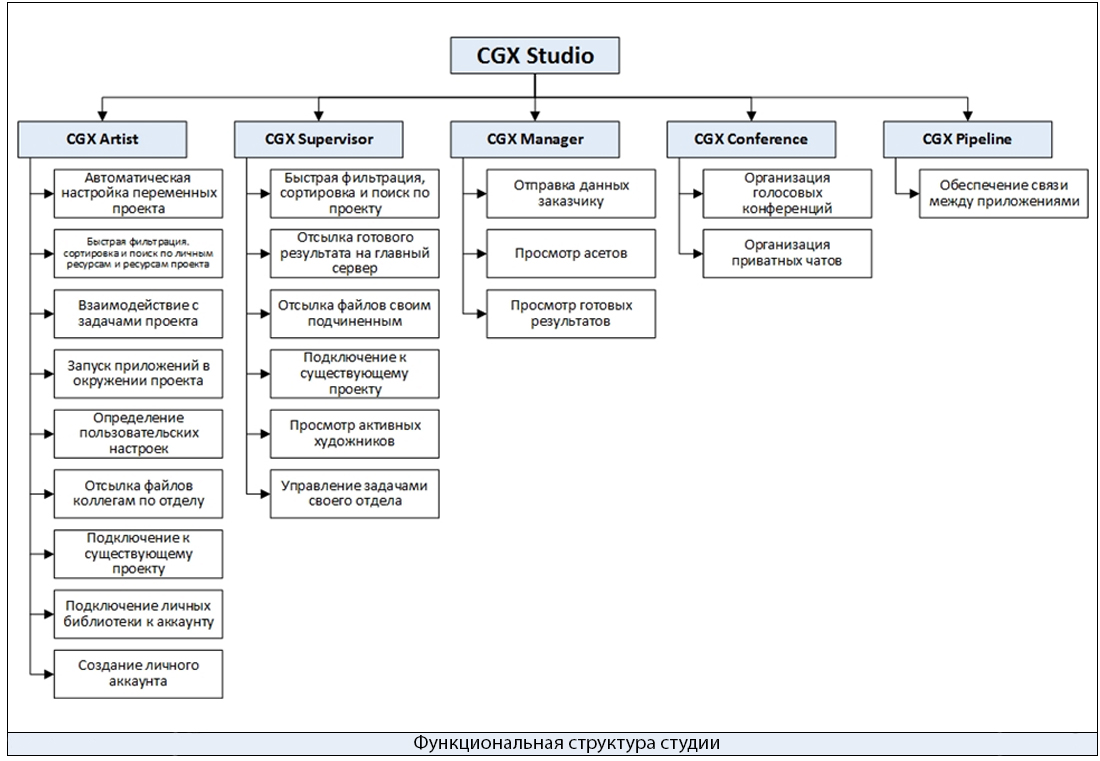 CGX Studio
CGX Artist
CGX Supervisor
CGX Manager
CGX Conference
CGX Pipeline
Автоматическая
настройка переменных
проекта
Быстрая фильтрация,
сортировка и поиск по личным
ресурсам и ресурсам проекта
Взаимодействие с
задачами проекта
Запуск приложений в
окружении проекта
Определение
пользовательских
настроек
Отсылка файлов
коллегам по отделу
Подключение к
существующему
проекту
Подключение личных
библиотеки к аккаунту
Создание личного
аккаунта
Быстрая фильтрация,
сортировка и поиск по
проекту
Отсылка готового
результата на главный
сервер
Отсылка файлов своим
подчиненным
Подключение к
существующему
проекту
Просмотр активных
художников
Управление задачами
своего отдела
Отправка данных
заказчику
Просмотр асетов
Просмотр готовых
результатов
Организация
голосовых
конференций
Организация
приватных чатов
Обеспечение связи
между приложениями
Функциональная структура студии